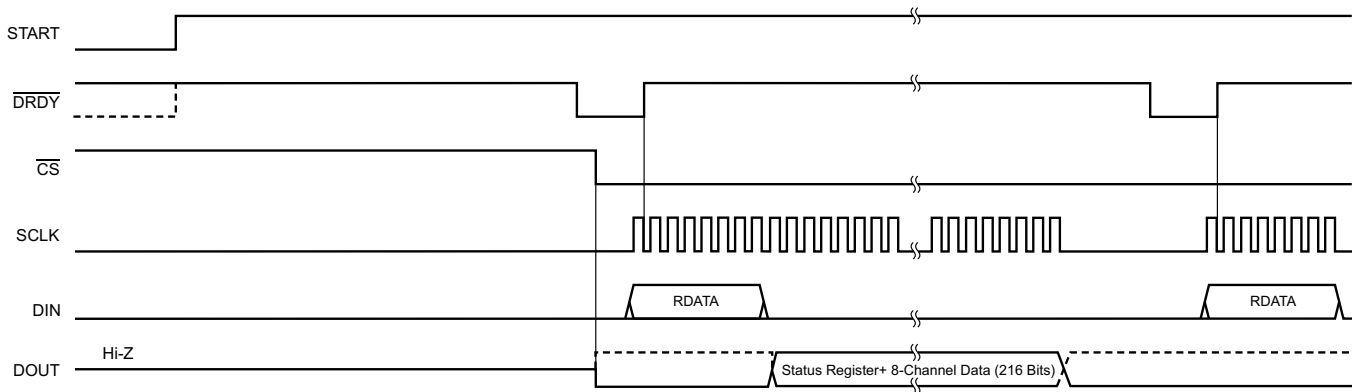 START
DRDY
CS
SCLK
DIN
RDATA RDATA
DOUT
Hi-Z
Status Register+ 8-Channel Data (216 Bits)